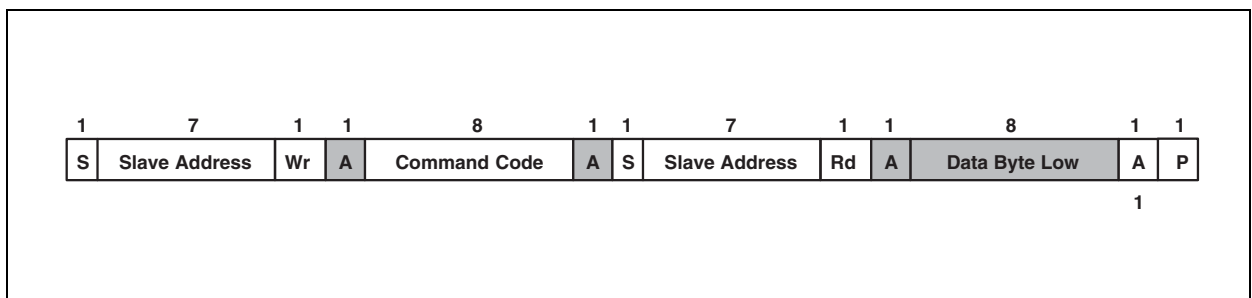 1 7 1 1 8 1 1 7 1 1 8 1 1
S Slave Address Wr A Command Code A S Slave Address Rd A Data Byte Low A P
1